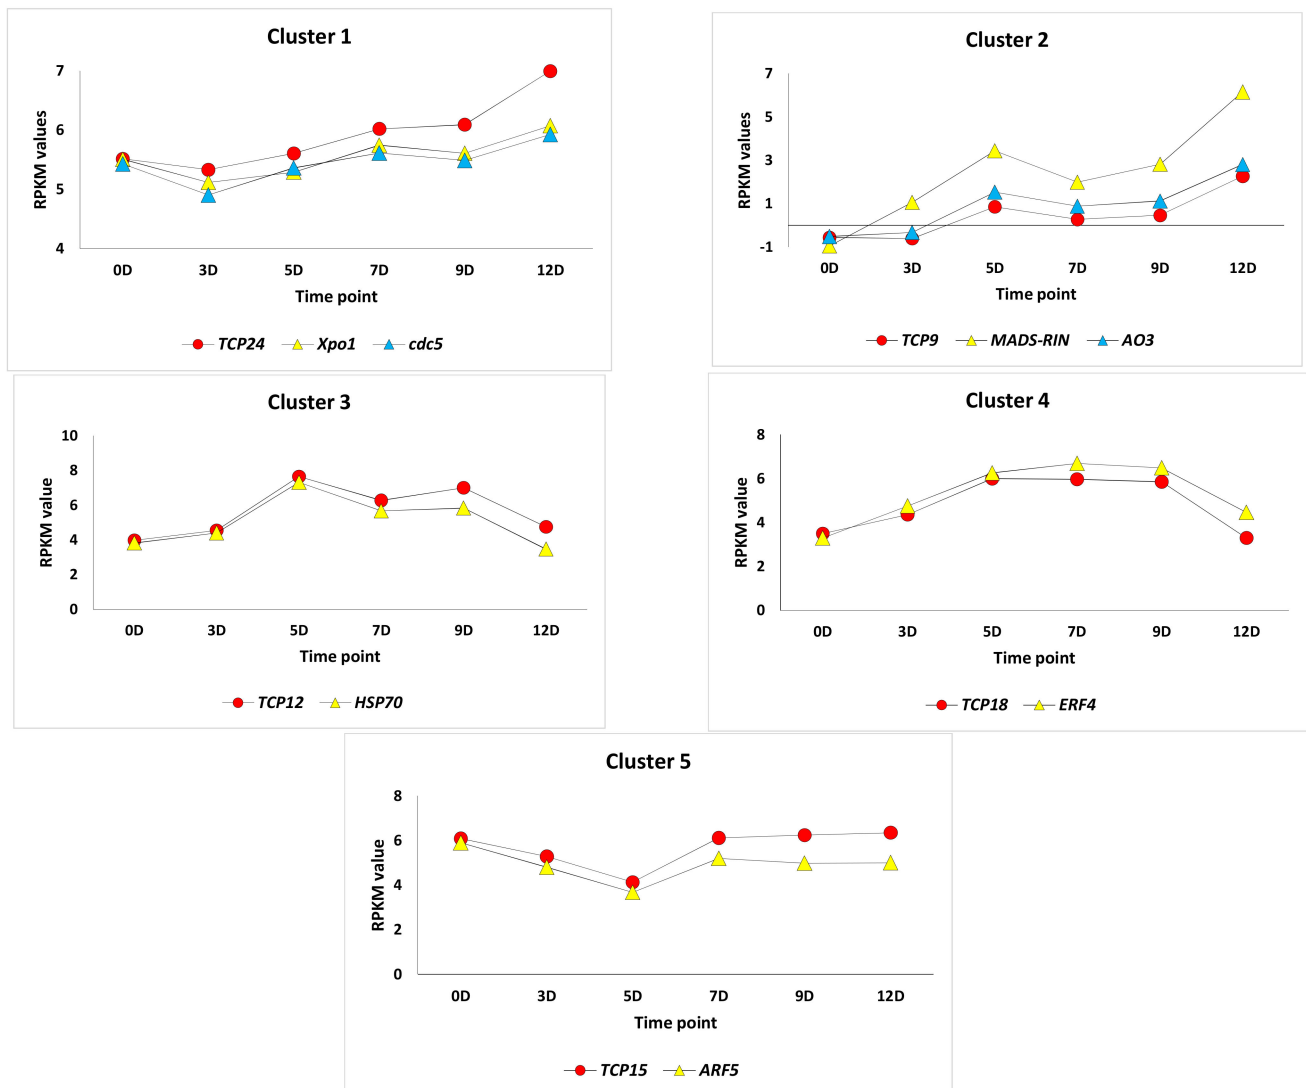 Cluster 1
RPKM values
7
6
5
4
0D 3D 5D 7D 9D 12D
Time point
TCP24 Xpo1 cdc5
Cluster 2
RPKM values
7
5
3
1
-1
0D 3D 5D 7D 9D 12D
Time point
TCP9 MADS-RIN AO3
Cluster 3
RPKM value
10
8
6
4
2
0
0D 3D 5D 7D 9D 12D
Time point
TCP12 HSP70
Cluster 4
RPKM value
8
6
4
2
0
0D 3D 5D 7D 9D 12D
Time point
TCP18 ERF4
Cluster 5
RPKM value
8
6
4
2
0
0D 3D 5D 7D 9D 12D
Time point
TCP15 ARF5